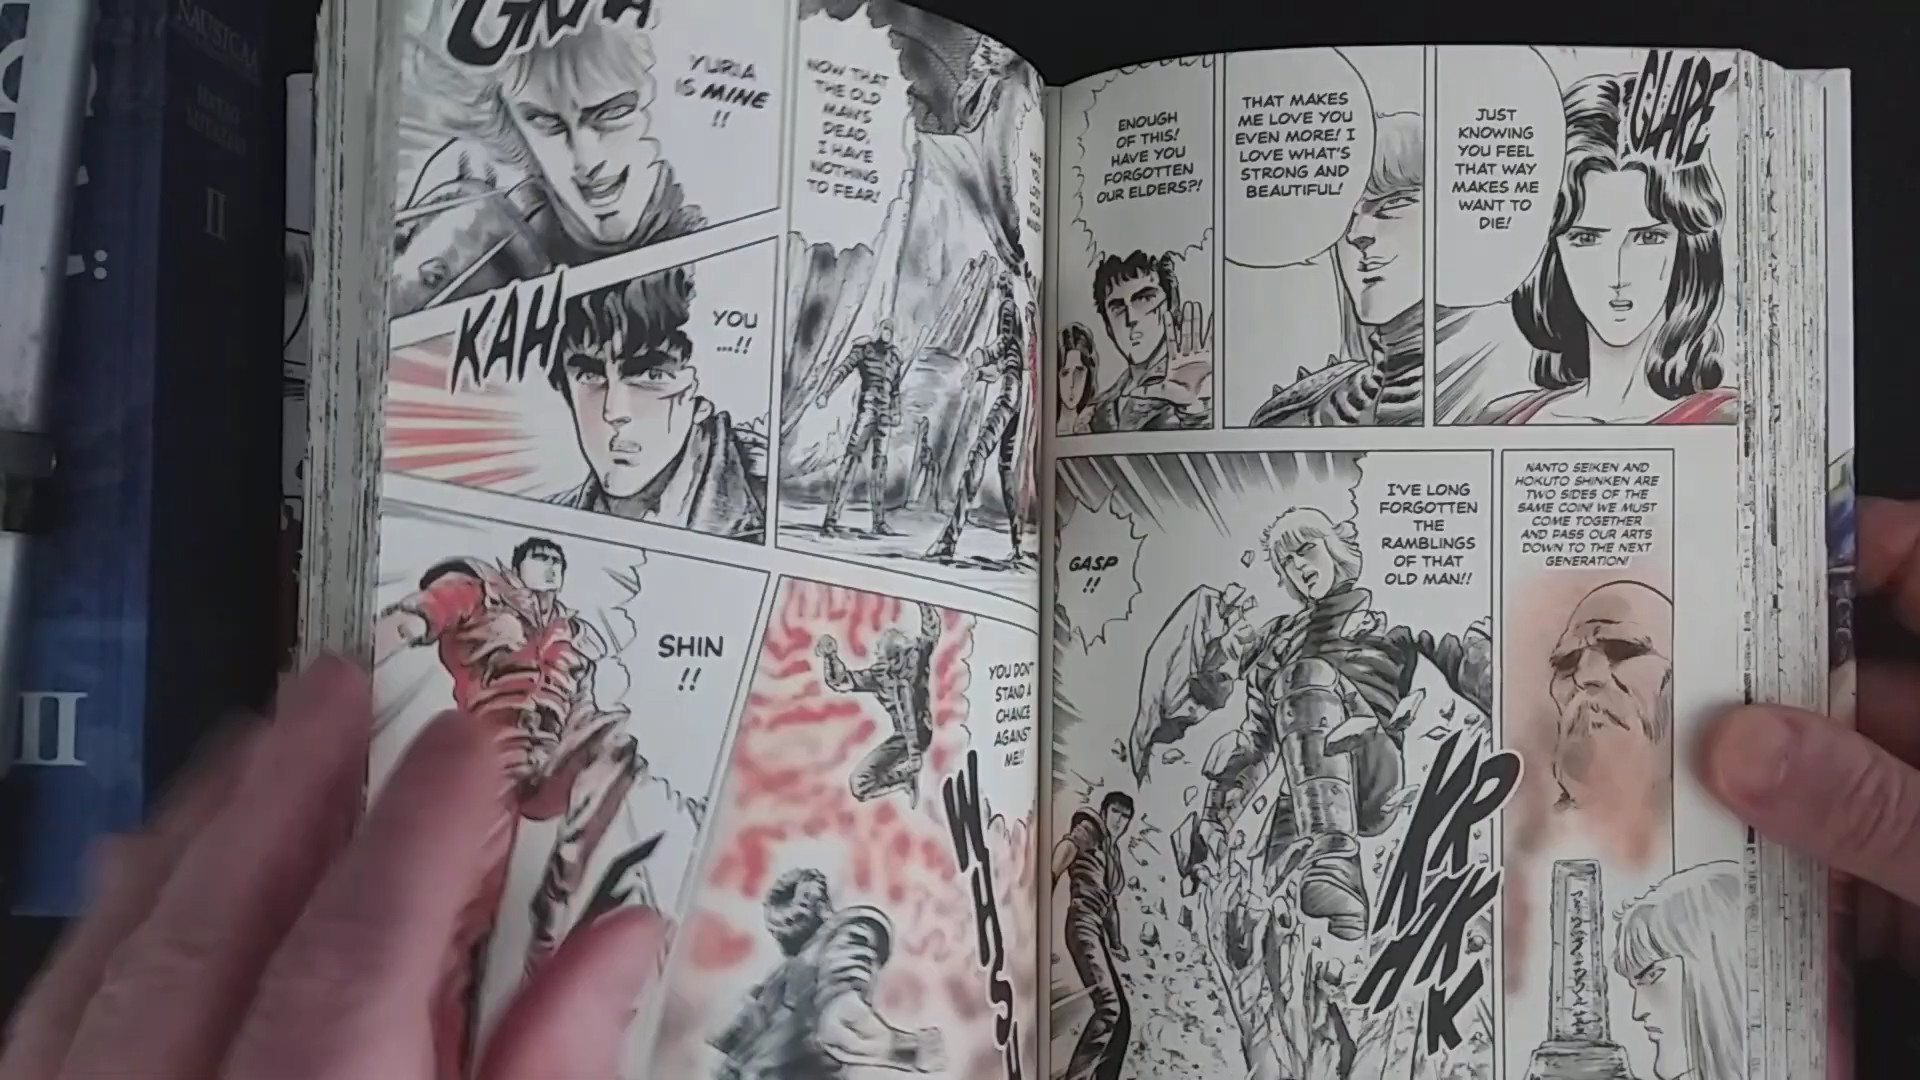 GLARE
JUST
KNOWING
YOU FEEL
THAT WAY
MAKES ME
WANT TO
DIE!
THAT MAKES
ME LOVE YOU
EVEN MORE! I
LOVE WHAT'S
STRONG AND
BEAUTIFUL!
ENOUGH
OF THIS!
HAVE YOU
FORGOTTEN
OUR ELDERS?!
NANTO SEIKEN AND
HOKUTO SHINKEN ARE
TWO SIDES OF THE
SAME COIN! WE MUST
COME TOGETHER
AND PASS OUR ARTS
DOWN TO THE NEXT
GENERATION!
I'VE LONG
FORGOTTEN
THE
RAMBLINGS
OF THAT
OLD MAN!!
GASP
!!
NOW THAT
THE OLD
MAN'S
DEAD,
I HAVE
NOTHING
TO FEAR!
YURIA
IS MINE
!!
KAH
YOU
...!!
YOU DON'T
STAND A
CHANCE
AGAINST
ME!!
SHIN
!!
NAUSICAÄ
HAYAO
MIYAZAKI
II
II